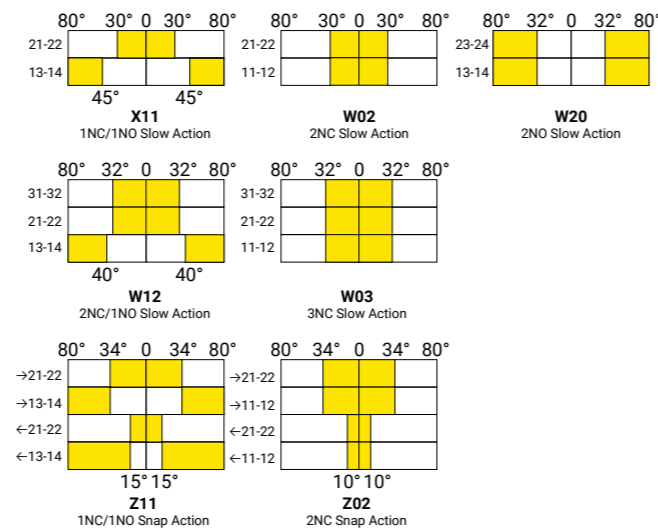 80° 30° 0 30° 80°
21-22
13-14
45° 45°
X11
1NC/1NO Slow Action
80° 30° 0 30° 80°
21-22
11-12
W02
2NC Slow Action
80° 32° 0 32° 80°
23-24
13-14
W20
2NO Slow Action
80° 32° 0 32° 80°
31-32
21-22
13-14
40° 40°
W12
2NC/1NO Slow Action
80° 32° 0 32° 80°
31-32
21-22
11-12
W03
3NC Slow Action
80° 34° 0 34° 80°
→21-22
→13-14
←21-22
←13-14
15° 15°
Z11
1NC/1NO Snap Action
80° 34° 0 34° 80°
→21-22
→11-12
←21-22
←11-12
10° 10°
Z02
2NC Snap Action